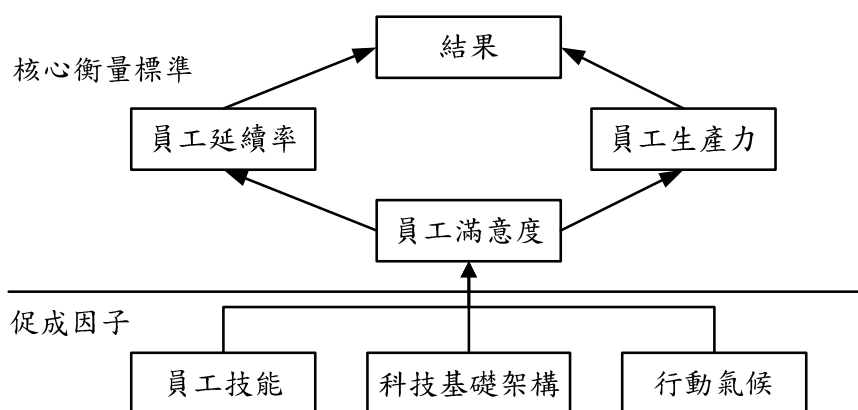 結果
核心衡量標準
員工延續率
員工生產力
員工滿意度
促成因子
員工技能
科技基礎架構
行動氣候